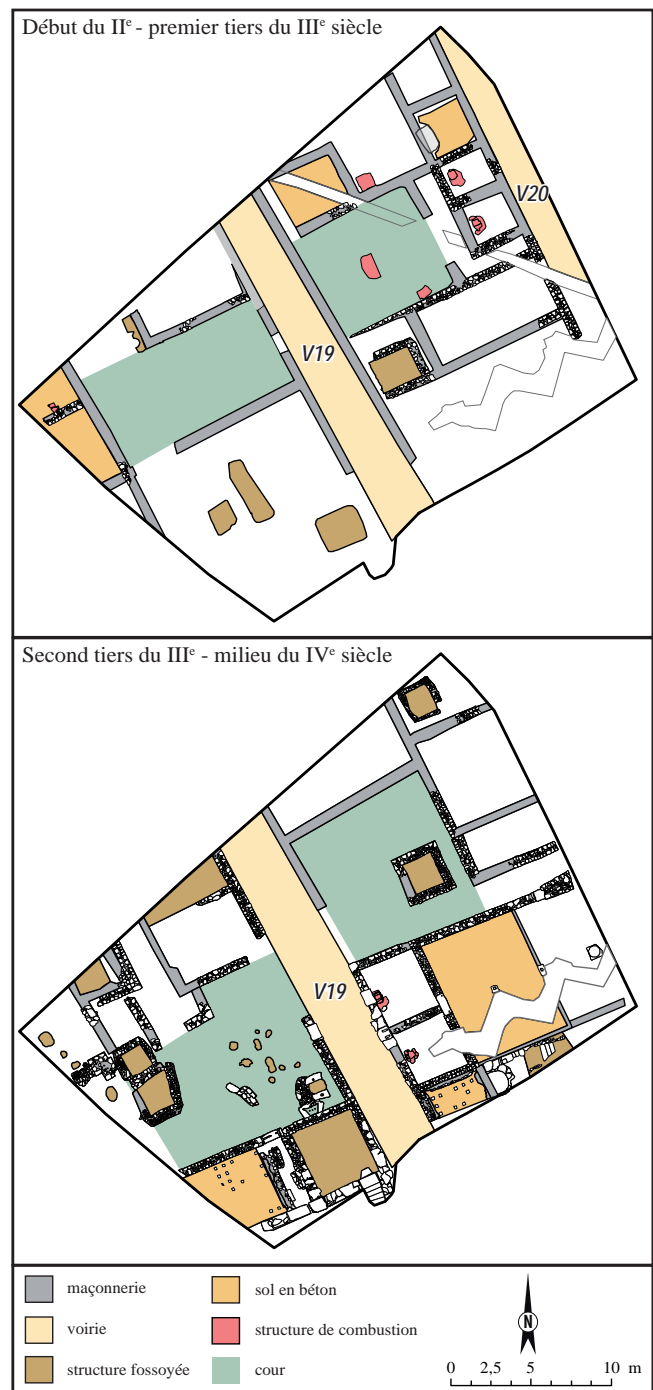 Début du IIᵉ - premier tiers du IIIᵉ siècle
V20
V19
Second tiers du IIIᵉ - milieu du IVᵉ siècle
V19
maçonnerie
sol en béton
voirie
structure de combustion
structure fossoyée
cour
N
0 2,5 5 10 m